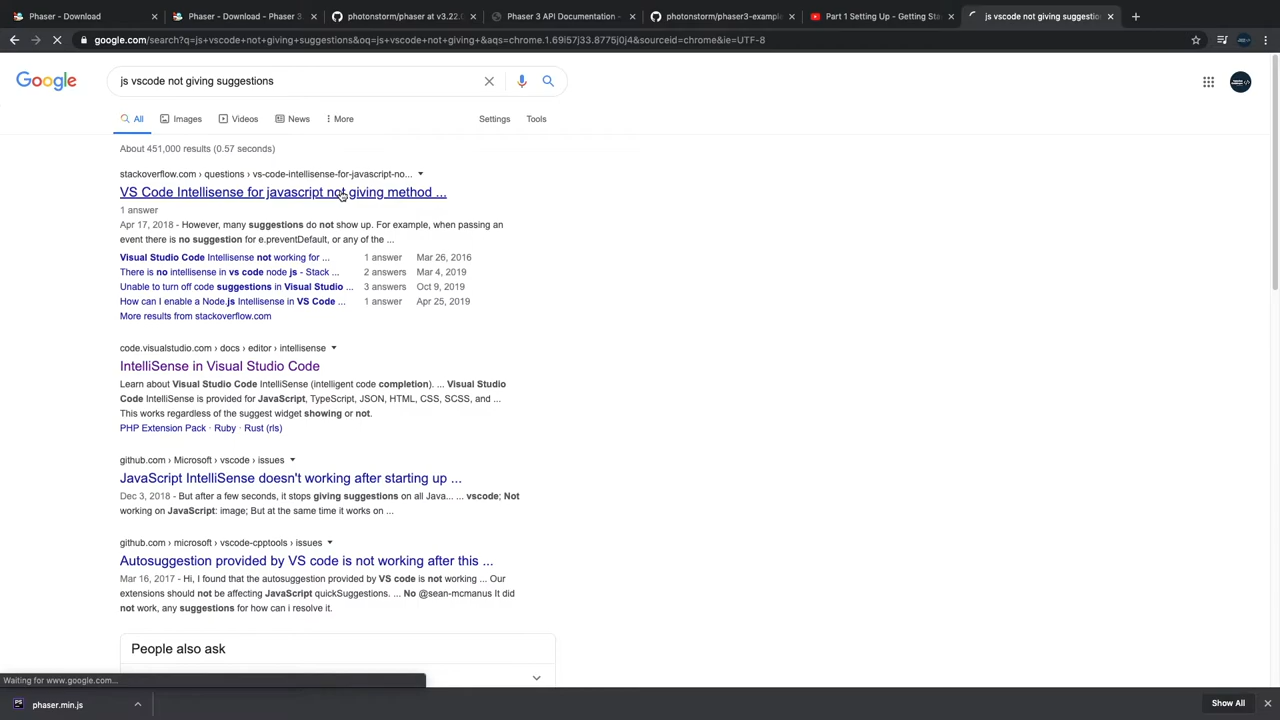 Phaser - Download
Phaser - Download - Phaser 3.
photonstorm/phaser at v3.22.0
Phaser 3 API Documentation -
photonstorm/phaser3-example
Part 1 Setting Up - Getting Sta
js vscode not giving suggestion
google.com/search?q=js+vscode+not+giving+suggestions&oq=js+vscode+not+giving+&aqs=chrome.1.69i57j33.8775j0j4&sourceid=chrome&ie=UTF-8
Google
js vscode not giving suggestions
All Images Videos News More Settings Tools
About 451,000 results (0.57 seconds)
stackoverflow.com › questions › vs-code-intellisense-for-javascript-no...
VS Code Intellisense for javascript not giving method ...
1 answer
Apr 17, 2018 - However, many suggestions do not show up. For example, when passing an
event there is no suggestion for e.preventDefault, or any of the ...
Visual Studio Code Intellisense not working for ... 1 answer Mar 26, 2016
There is no intellisense in vs code node js - Stack ... 2 answers Mar 4, 2019
Unable to turn off code suggestions in Visual Studio ... 3 answers Oct 9, 2019
How can I enable a Node.js Intellisense in VS Code ... 1 answer Apr 25, 2019
More results from stackoverflow.com
code.visualstudio.com › docs › editor › intellisense
IntelliSense in Visual Studio Code
Learn about Visual Studio Code IntelliSense (intelligent code completion). ... Visual Studio
Code IntelliSense is provided for JavaScript, TypeScript, JSON, HTML, CSS, SCSS, and ...
This works regardless of the suggest widget showing or not.
PHP Extension Pack · Ruby · Rust (rls)
github.com › Microsoft › vscode › issues
JavaScript IntelliSense doesn't working after starting up ...
Dec 3, 2018 - But after a few seconds, it stops giving suggestions on all Java... ... vscode; Not
working on JavaScript: image; But at the same time it works on ...
github.com › microsoft › vscode-cpptools › issues
Autosuggestion provided by VS code is not working after this ...
Mar 16, 2017 - Hi, I found that the autosuggestion provided by VS code is not working ... Our
extensions should not be affecting JavaScript quickSuggestions. ... No @sean-mcmanus It did
not work, any suggestions for how can i resolve it.
People also ask
Waiting for www.google.com...
phaser.min.js
Show All